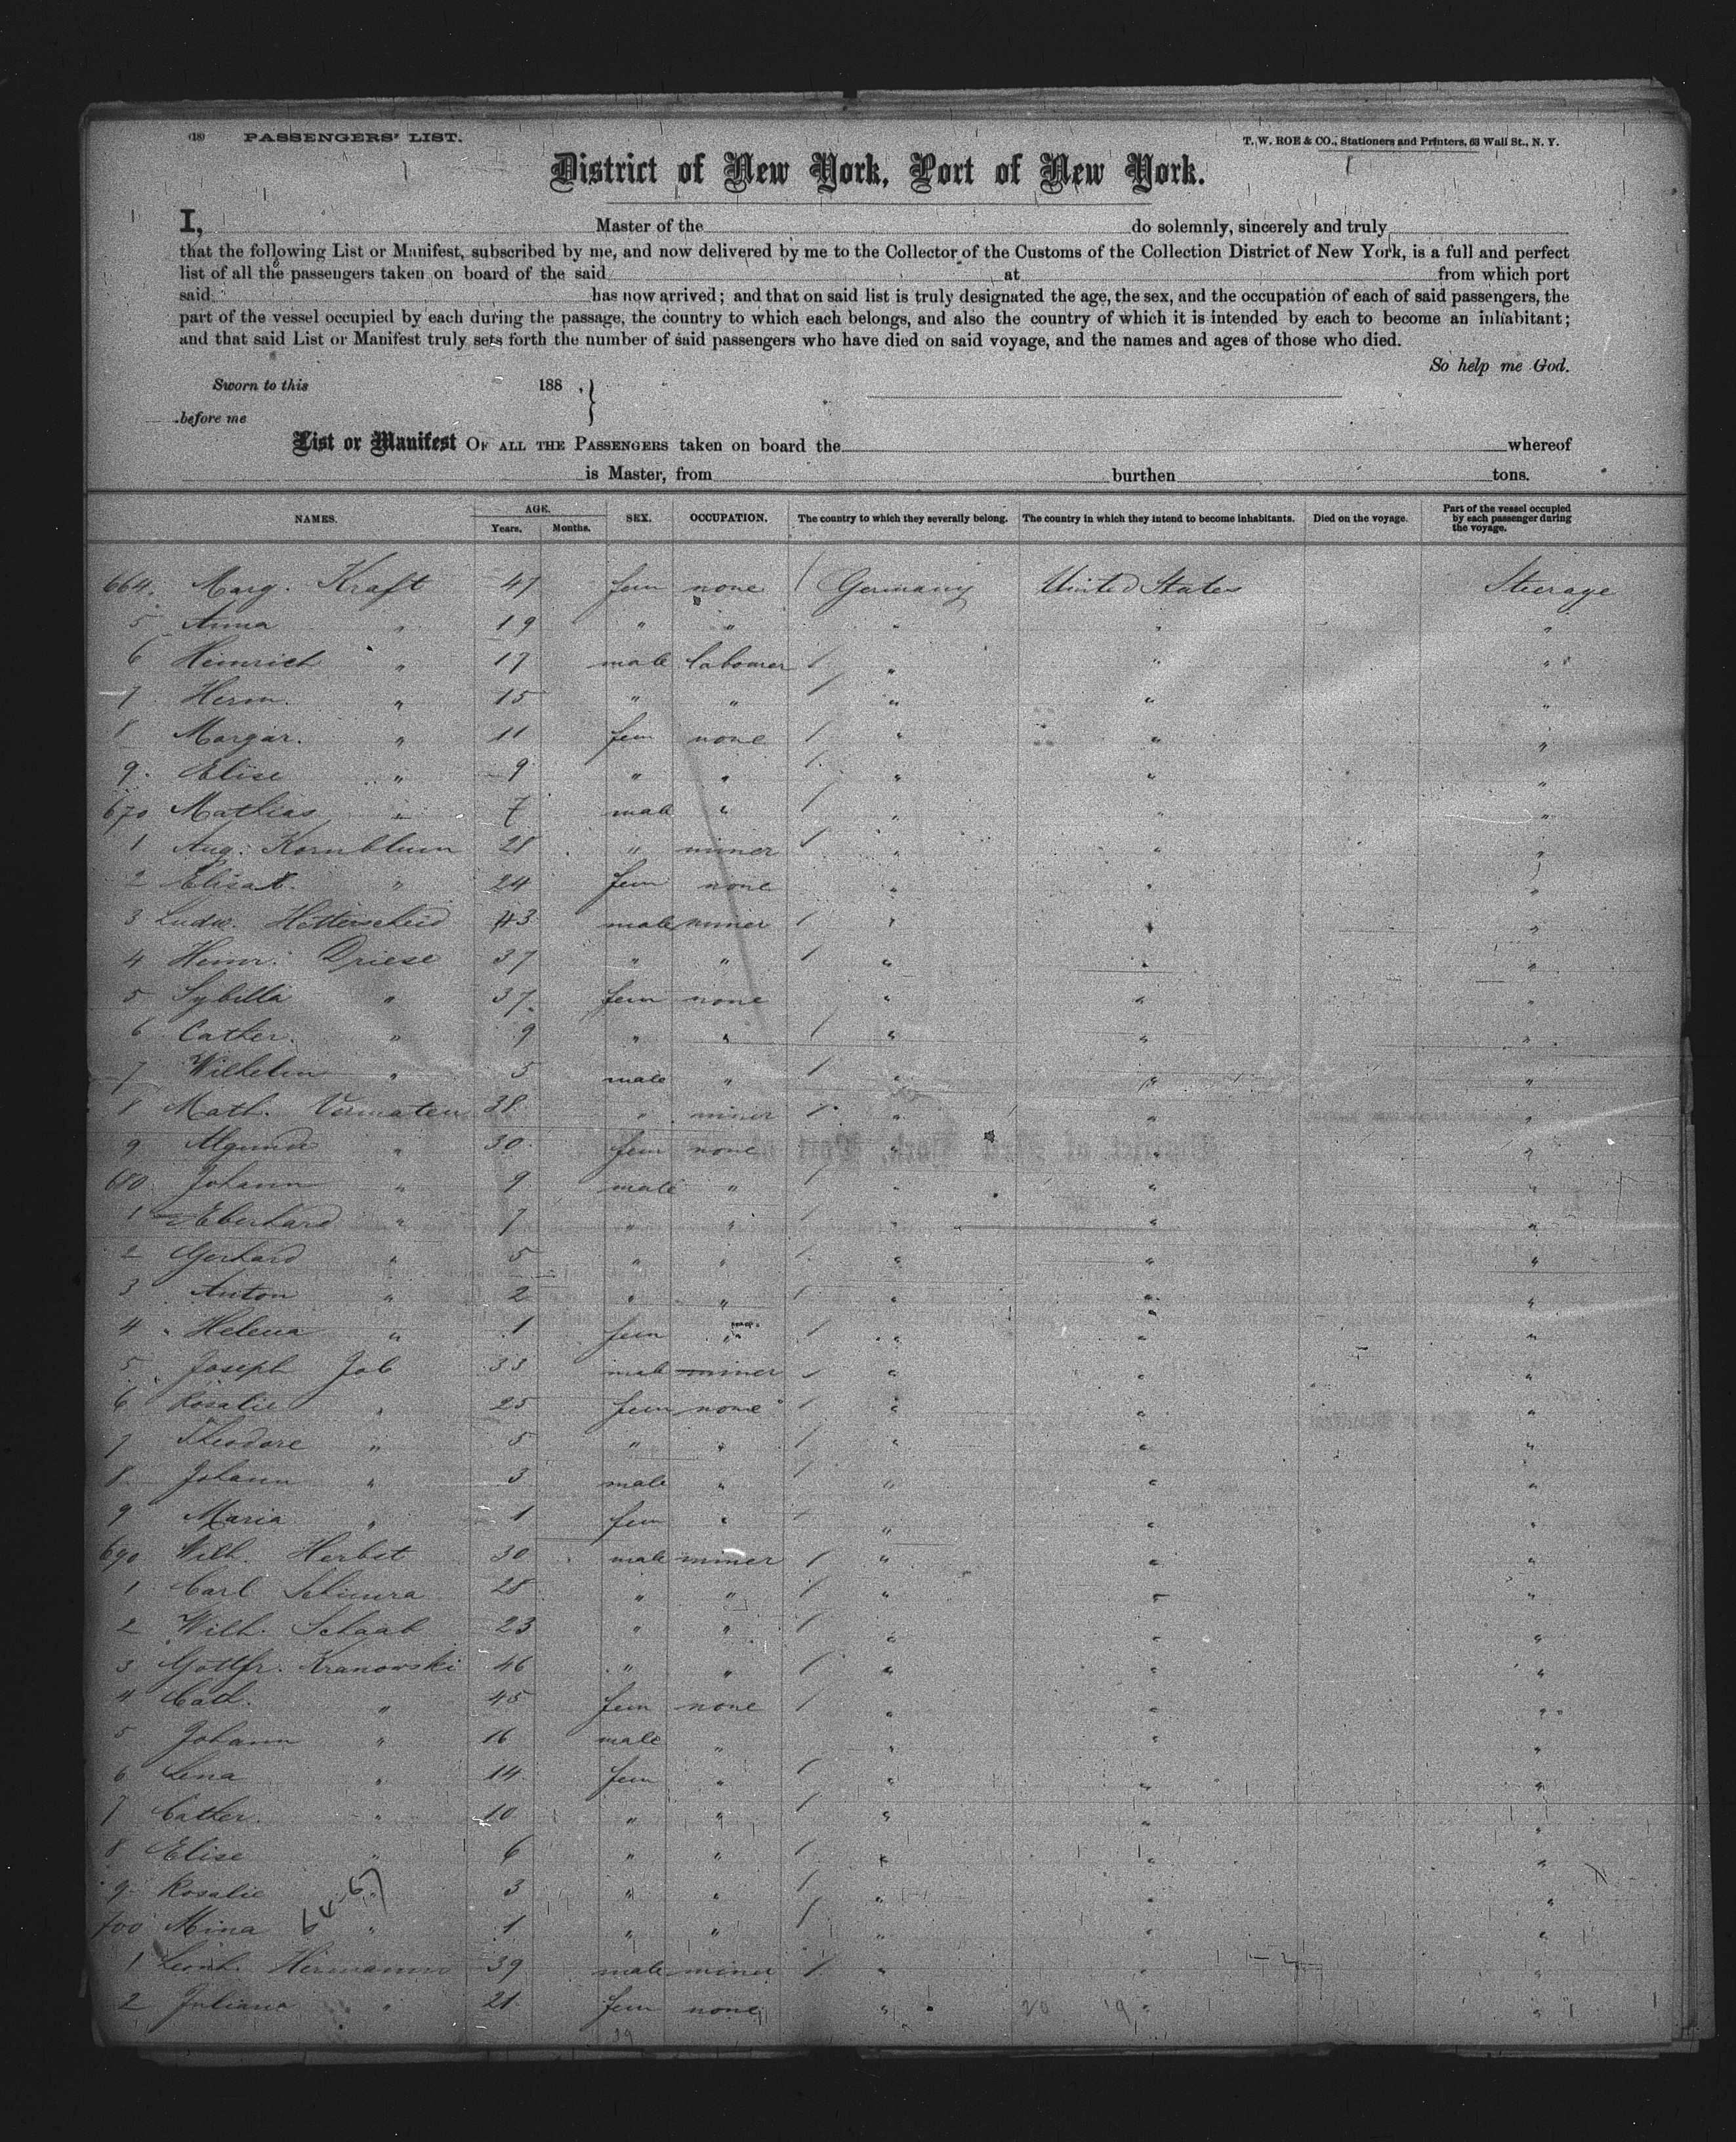 (18) PASSENGERS' LIST. T. W. ROE & CO., Stationers and Printers, 63 Wall St., N. Y.
District of New York, Port of New York.
I, Master of the do solemnly, sincerely and truly
that the following List or Manifest, subscribed by me, and now delivered by me to the Collector of the Customs of the Collection District of New York, is a full and perfect
list of all the passengers taken on board of the said at from which port
said has now arrived; and that on said list is truly designated the age, the sex, and the occupation of each of said passengers, the
part of the vessel occupied by each during the passage, the country to which each belongs, and also the country of which it is intended by each to become an inhabitant;
and that said List or Manifest truly sets forth the number of said passengers who have died on said voyage, and the names and ages of those who died.
So help me God.
Sworn to this 188 ,
before me
List or Manifest OF ALL THE PASSENGERS taken on board the whereof
is Master, from burthen tons.
NAMES. AGE. Years. Months. SEX. OCCUPATION. The country to which they severally belong. The country in which they intend to become inhabitants. Died on the voyage. Part of the vessel occupied by each passenger during the voyage.
664. Marg. Kraft 47 fem none / Germany United States Steerage
5 Anna " 19 " " " " "
6 Heinrich " 17 male labourer / " " "
7 Herm. " 15 " " / " " "
8 Margar. " 11 fem none / " " "
9. Elise " 9 " " / " " "
670 Mathias " 7 male " / " " "
1 Aug. Kornblum 28 " miner / " " "
2 Elisab. " 24 fem none " " "
3 Ludw. 43 male miner / " " "
4 Heinr. Driese 37 " " / " " "
5 Sybilla " 37 fem none " " "
6 Cather. " 9 " " / " " "
7 Wilhelm " 5 male " / " " "
8 Math. 38 " miner / " " "
9 " 30 fem none " " "
680 Johann " 9 male " / " " "
1 Eberhard " 7 " " / " " "
2 Gerhard " 5 " " / " " "
3 Anton " 2 " " / " " "
4 Helena " 1 fem " / " " "
5 Joseph Job 33 male miner / " " "
6 Rosalie " 25 fem none / " " "
7 Theodore " 5 " " / " " "
8 Johann " 3 male " / " " "
9 Maria " 1 fem " / " " "
690 Wilh. Herbst 30 male miner / " " "
1 Carl 28 " " / " " "
2 Wilh. Schaab 23 " " / " " "
3 Gottfr. Kranowski 46 " " / " " "
4 Cath. " 45 fem none / " " "
5 Johann " 16 male " " " "
6 Lena " 14 fem " / " " "
7 Cather. " 10 " " / " " "
8 Elise " 6 " " / " " "
9 Rosalie " 3 " " / " " "
700 Mina " 1 " " / " " "
1 Leonh. Hermann 39 male miner / " " "
2 Juliana " 21 fem none " " "